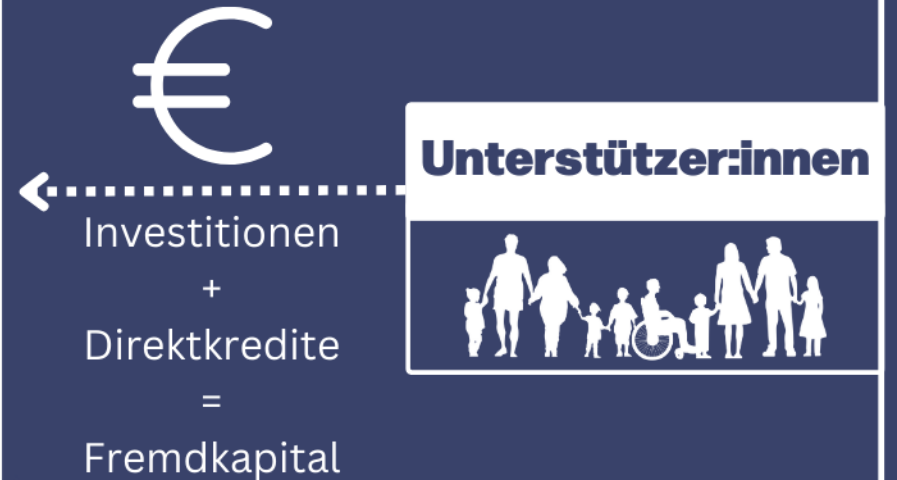 €
Unterstützer:innen
Investitionen
+
Direktkredite
=
Fremdkapital